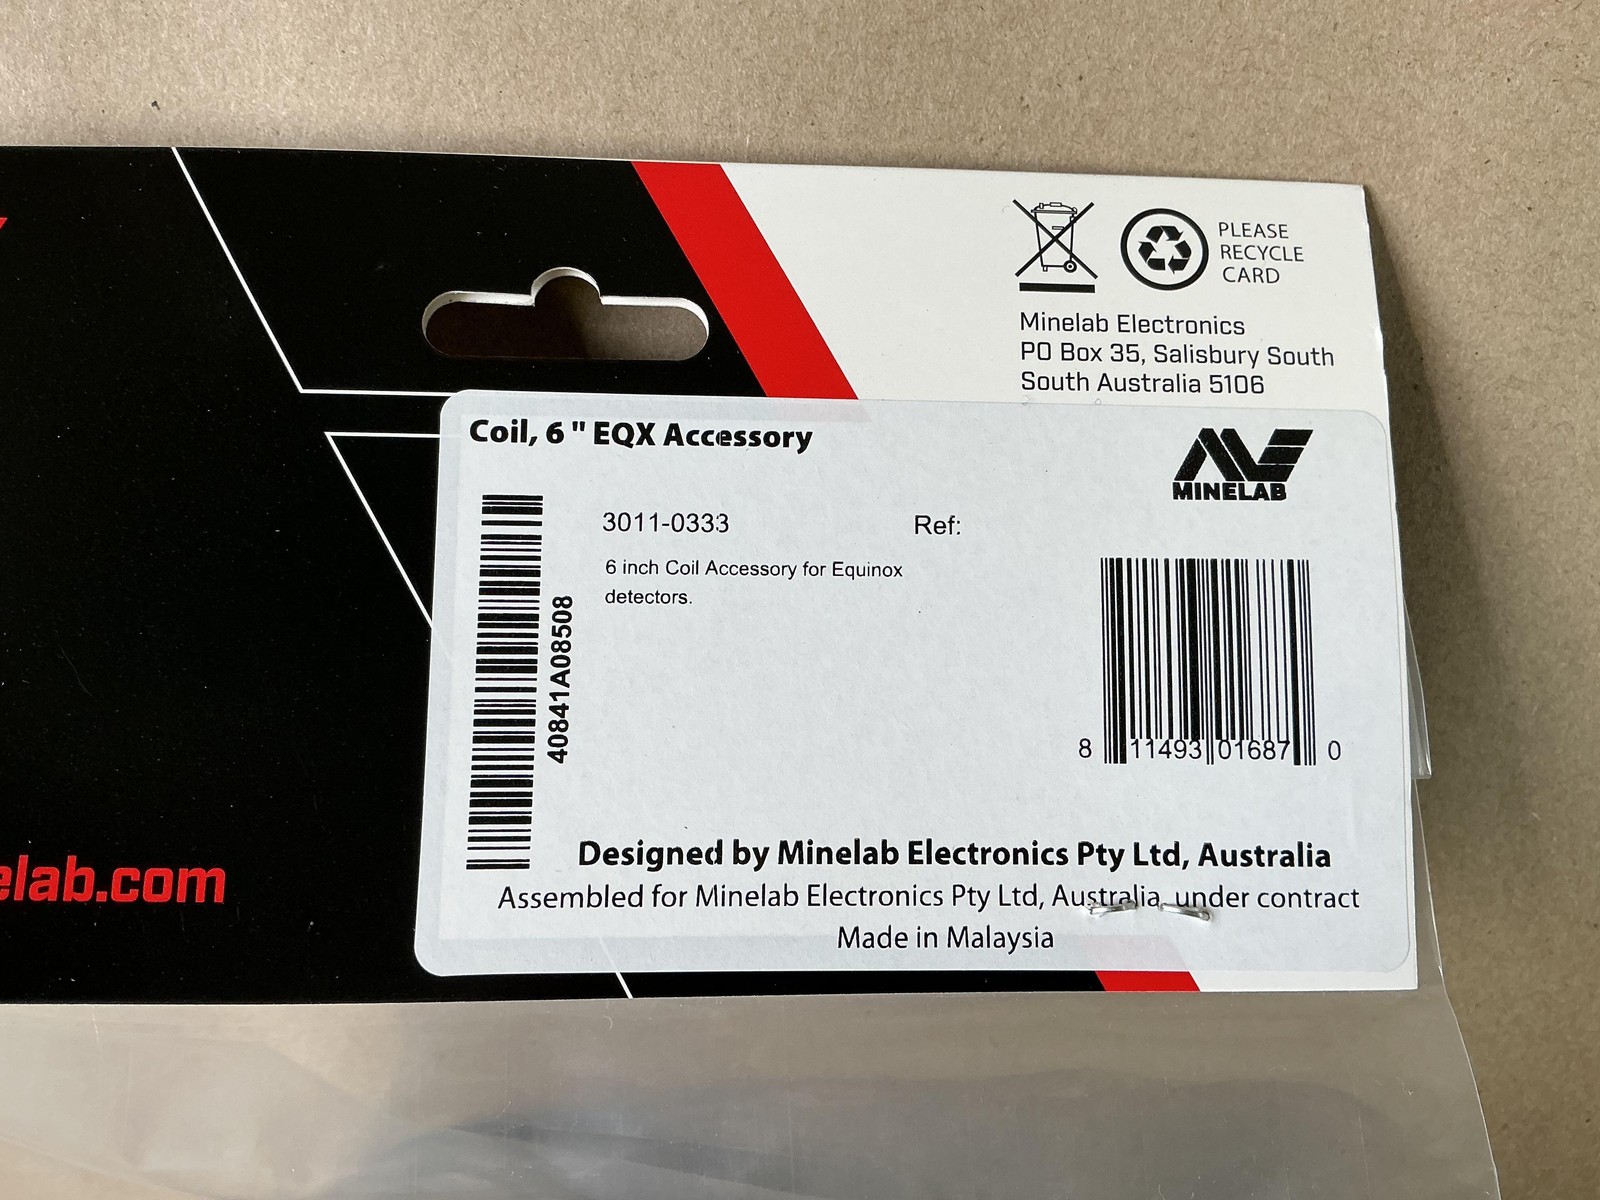 PLEASE
RECYCLE
CARD
Minelab Electronics
PO Box 35, Salisbury South
South Australia 5106
Coil, 6 " EQX Accessory
MINELAB
3011-0333
Ref:
6 inch Coil Accessory for Equinox
detectors.
40841A08508
8 11493 01687 0
Designed by Minelab Electronics Pty Ltd, Australia
Assembled for Minelab Electronics Pty Ltd, Australia, under contract
Made in Malaysia
elab.com